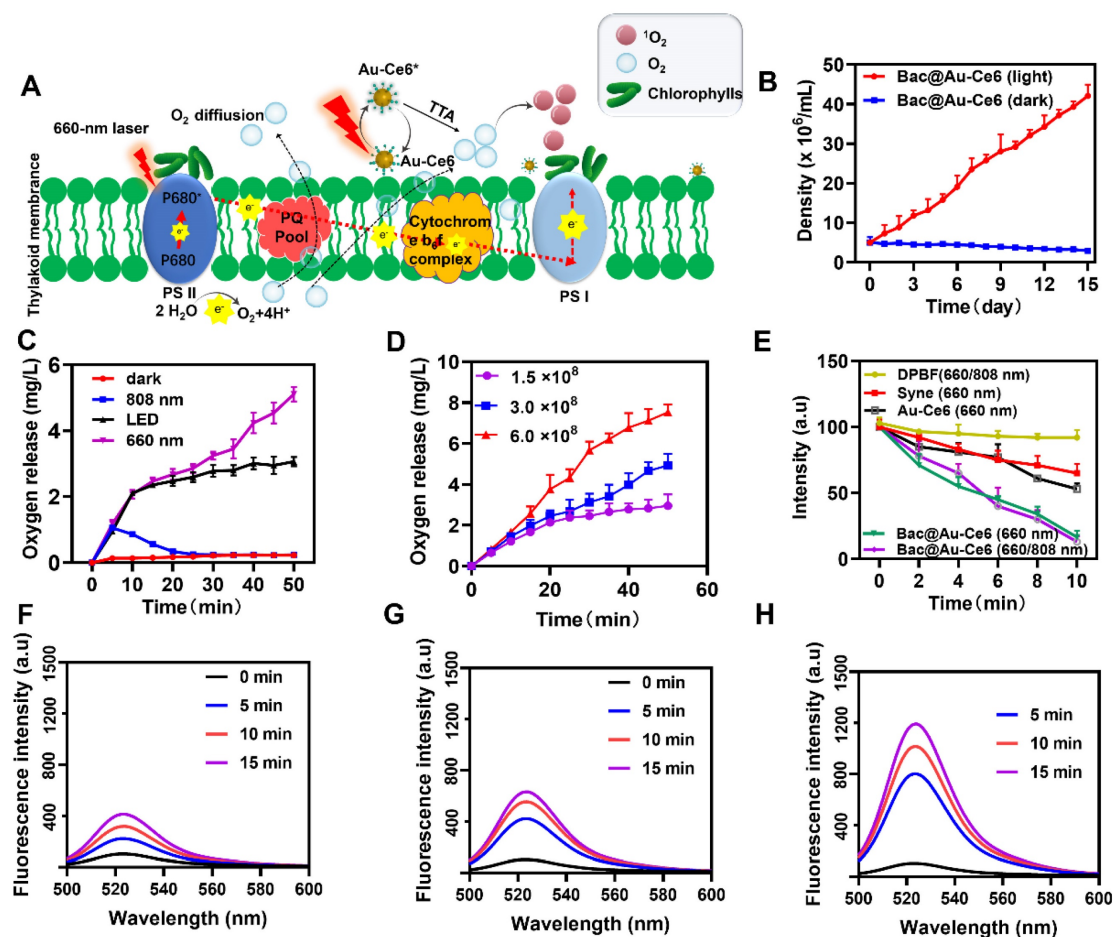 A
¹O₂
O₂
Chlorophylls
Au-Ce6*
TTA
O₂ diffiusion
660-nm laser
Au-Ce6
Thylakoid membrance
P680*
e⁻
P680
PS II
e⁻
PQ
Pool
e⁻
Cytochrom
e b₆f
e⁻
complex
e⁻
PS I
2 H₂O
e⁻
O₂+4H⁺
B
Bac@Au-Ce6 (light)
Bac@Au-Ce6 (dark)
Density (x 10⁶/mL)
60
50
40
30
20
10
0
0 3 6 9 12 15
Time (day)
C
Oxygen release (mg/L)
dark
808 nm
LED
660 nm
6
4
2
0
0 10 20 30 40 50
Time (min)
D
Oxygen release (mg/L)
1.5 ×10⁸
3.0 ×10⁸
6.0 ×10⁸
10
8
6
4
2
0
0 20 40 60
Time (min)
E
Intensity (a.u)
DPBF(660/808 nm)
Syne (660 nm)
Au-Ce6 (660 nm)
Bac@Au-Ce6 (660 nm)
Bac@Au-Ce6 (660/808 nm)
150
100
50
0
0 2 4 6 8 10
Time (min)
F
Fluorescence intensity (a.u)
0 min
5 min
10 min
15 min
1500
1200
800
400
500 520 540 560 580 600
Wavelength (nm)
G
Fluorescence intensity (a.u)
0 min
5 min
10 min
15 min
1500
1200
800
400
500 520 540 560 580 600
Wavelength (nm)
H
Fluorescence intensity (a.u)
5 min
10 min
15 min
1500
1200
800
400
500 520 540 560 580 600
Wavelength (nm)